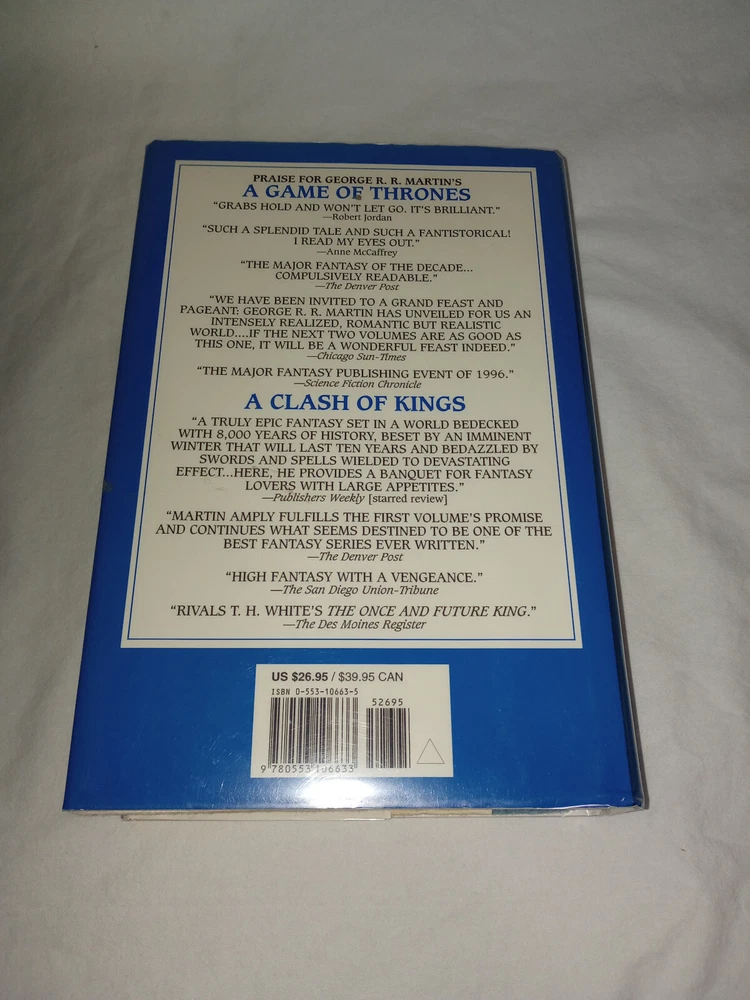 PRAISE FOR GEORGE R. R. MARTIN'S
A GAME OF THRONES
“GRABS HOLD AND WON'T LET GO. IT'S BRILLIANT.”
—Robert Jordan
“SUCH A SPLENDID TALE AND SUCH A FANTISTORICAL!
I READ MY EYES OUT.”
—Anne McCaffrey
“THE MAJOR FANTASY OF THE DECADE...
COMPULSIVELY READABLE.”
—The Denver Post
“WE HAVE BEEN INVITED TO A GRAND FEAST AND
PAGEANT: GEORGE R. R. MARTIN HAS UNVEILED FOR US AN
INTENSELY REALIZED, ROMANTIC BUT REALISTIC
WORLD....IF THE NEXT TWO VOLUMES ARE AS GOOD AS
THIS ONE, IT WILL BE A WONDERFUL FEAST INDEED.”
—Chicago Sun-Times
“THE MAJOR FANTASY PUBLISHING EVENT OF 1996.”
—Science Fiction Chronicle
A CLASH OF KINGS
“A TRULY EPIC FANTASY SET IN A WORLD BEDECKED
WITH 8,000 YEARS OF HISTORY, BESET BY AN IMMINENT
WINTER THAT WILL LAST TEN YEARS AND BEDAZZLED BY
SWORDS AND SPELLS WIELDED TO DEVASTATING
EFFECT...HERE, HE PROVIDES A BANQUET FOR FANTASY
LOVERS WITH LARGE APPETITES.”
—Publishers Weekly [starred review]
“MARTIN AMPLY FULFILLS THE FIRST VOLUME'S PROMISE
AND CONTINUES WHAT SEEMS DESTINED TO BE ONE OF THE
BEST FANTASY SERIES EVER WRITTEN.”
—The Denver Post
“HIGH FANTASY WITH A VENGEANCE.”
—The San Diego Union-Tribune
“RIVALS T. H. WHITE'S THE ONCE AND FUTURE KING.”
—The Des Moines Register
US $26.95 / $39.95 CAN
ISBN 0-553-10663-5
52695
9 780553 106633